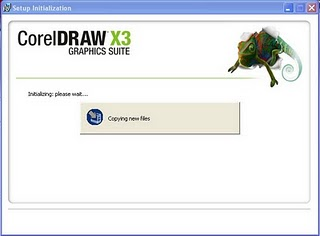 Setup Initialization
CorelDRAW X3
GRAPHICS SUITE
Initializing: please wait...
Copying new files